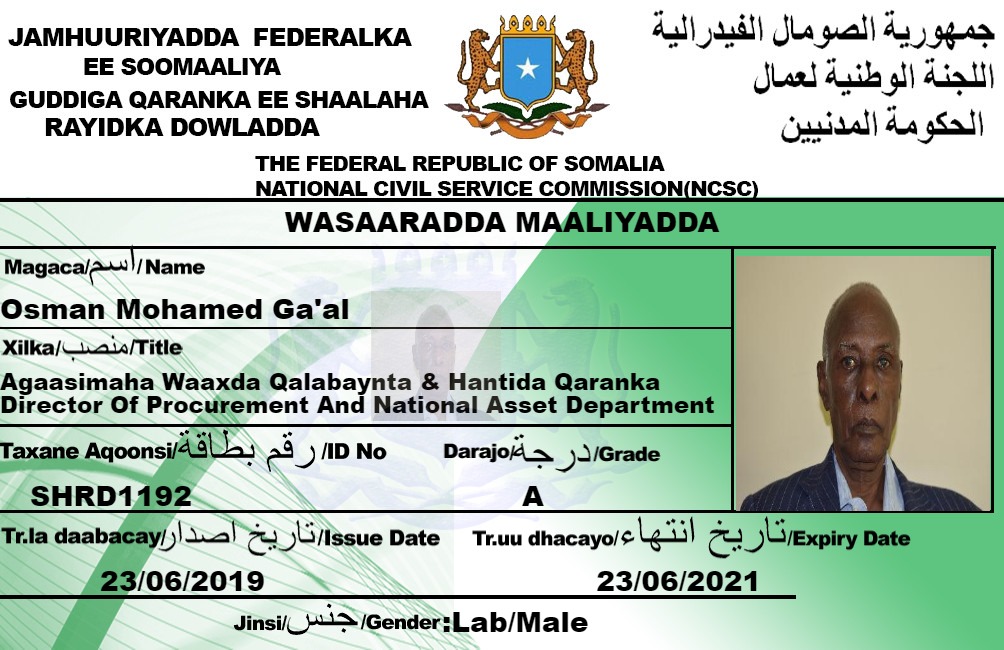 JAMHUURIYADDA FEDERALKA
EE SOOMAALIYA
GUDDIGA QARANKA EE SHAALAHA
RAYIDKA DOWLADDA
جمهورية الصومال الفيدرالية
اللجنة الوطنية لعمال
الحكومة المدنيين
THE FEDERAL REPUBLIC OF SOMALIA
NATIONAL CIVIL SERVICE COMMISSION(NCSC)
WASAARADDA MAALIYADDA
Magaca/اسم/Name
Osman Mohamed Ga'al
Xilka/منصب/Title
Agaasimaha Waaxda Qalabaynta & Hantida Qaranka
Director Of Procurement And National Asset Department
Taxane Aqoonsi/رقم بطاقة/ID No Darajo/درجة/Grade
SHRD1192 A
Tr.la daabacay/تاريخ اصدار/Issue Date Tr.uu dhacayo/تاريخ انتهاء/Expiry Date
23/06/2019 23/06/2021
Jinsi/جنس/Gender:Lab/Male